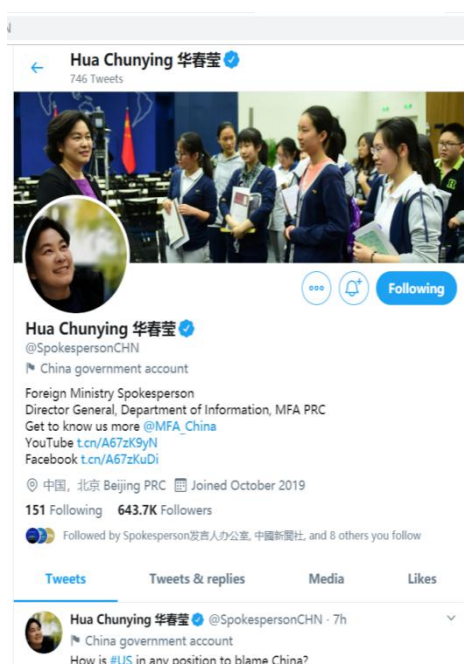 Hua Chunying 华春莹
746 Tweets
Following
Hua Chunying 华春莹
@SpokespersonCHN
China government account
Foreign Ministry Spokesperson
Director General, Department of Information, MFA PRC
Get to know us more @MFA_China
YouTube t.cn/A67zK9yN
Facebook t.cn/A67zKuDi
中国，北京 Beijing PRC Joined October 2019
151 Following 643.7K Followers
Followed by Spokesperson发言人办公室, 中國新聞社, and 8 others you follow
Tweets Tweets & replies Media Likes
Hua Chunying 华春莹 @SpokespersonCHN · 7h
China government account
How is #US in any position to blame China?